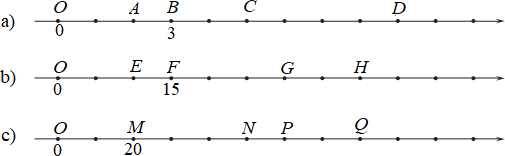 a) O A B C D
0 3
b) O E F G H
0 15
c) O M N P Q
0 20